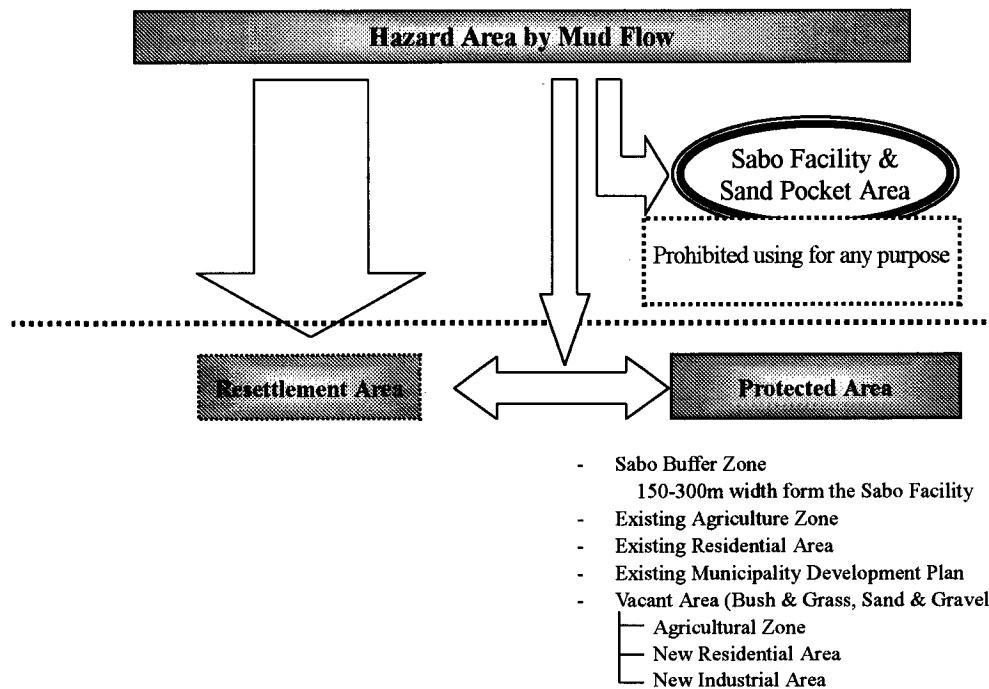 Hazard Area by Mud Flow
Sabo Facility &
Sand Pocket Area
Prohibited using for any purpose
Resettlement Area
Protected Area
- Sabo Buffer Zone
150-300m width form the Sabo Facility
- Existing Agriculture Zone
- Existing Residential Area
- Existing Municipality Development Plan
- Vacant Area (Bush & Grass, Sand & Gravel
Agricultural Zone
New Residential Area
New Industrial Area